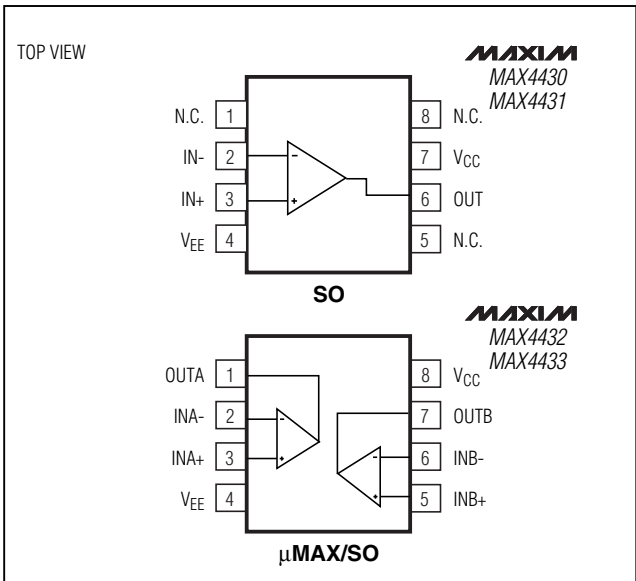 TOP VIEW
MAXIM
MAX4430
MAX4431
N.C. 1
8 N.C.
IN- 2
-
7 VCC
IN+ 3
+
6 OUT
VEE 4
5 N.C.
SO
MAXIM
MAX4432
MAX4433
OUTA 1
8 VCC
INA- 2
-
7 OUTB
INA+ 3
+
-
6 INB-
VEE 4
+
5 INB+
μMAX/SO